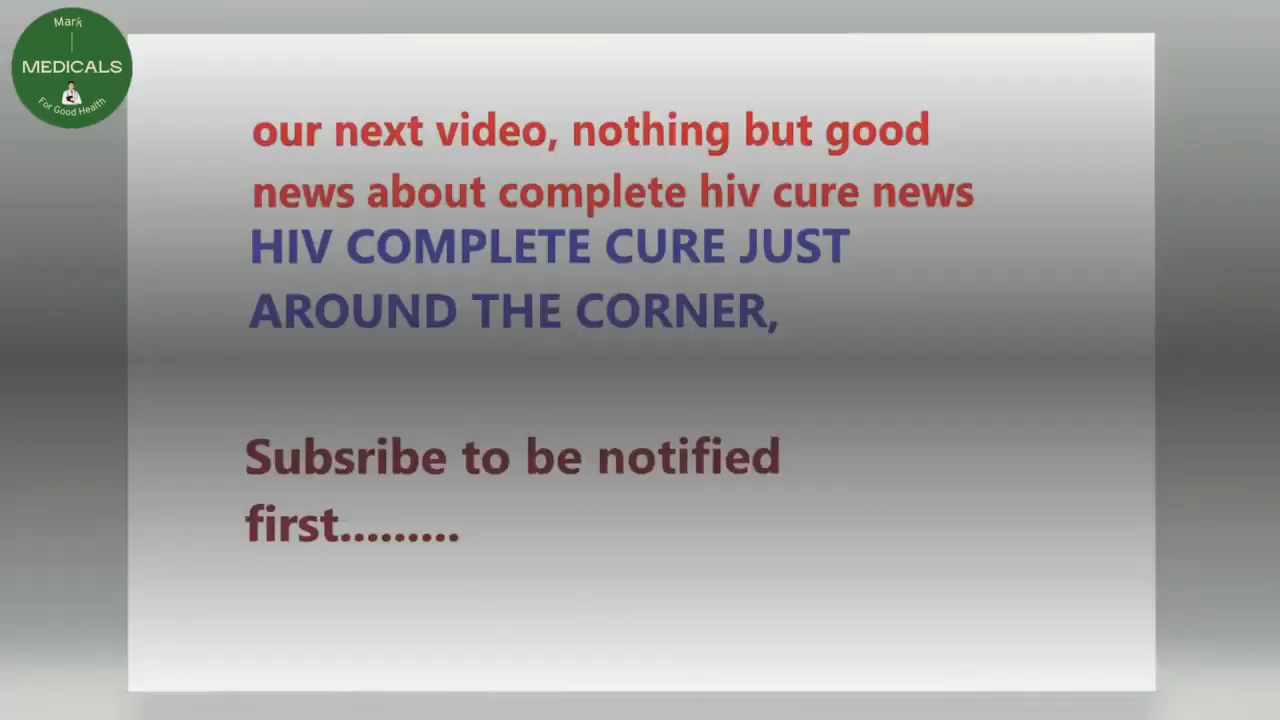 Mark
MEDICALS
For Good Health
our next video, nothing but good
news about complete hiv cure news
HIV COMPLETE CURE JUST
AROUND THE CORNER,
Subsribe to be notified
first.........